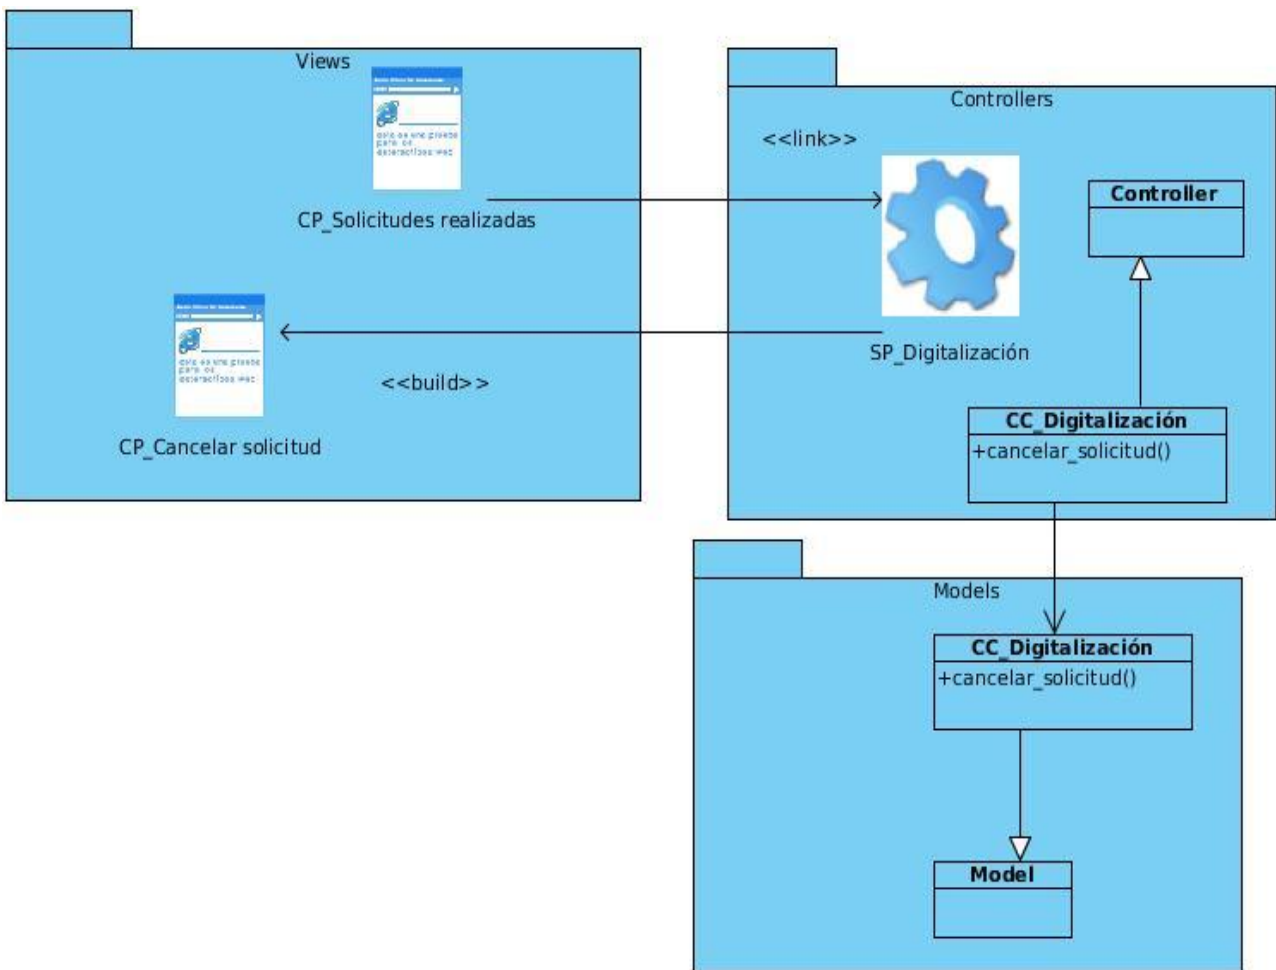 Views
CP_Solicitudes realizadas
<<build>>
CP_Cancelar solicitud
Controllers
<<link>>
Controller
SP_Digitalización
CC_Digitalización
+cancelar_solicitud()
Models
CC_Digitalización
+cancelar_solicitud()
Model